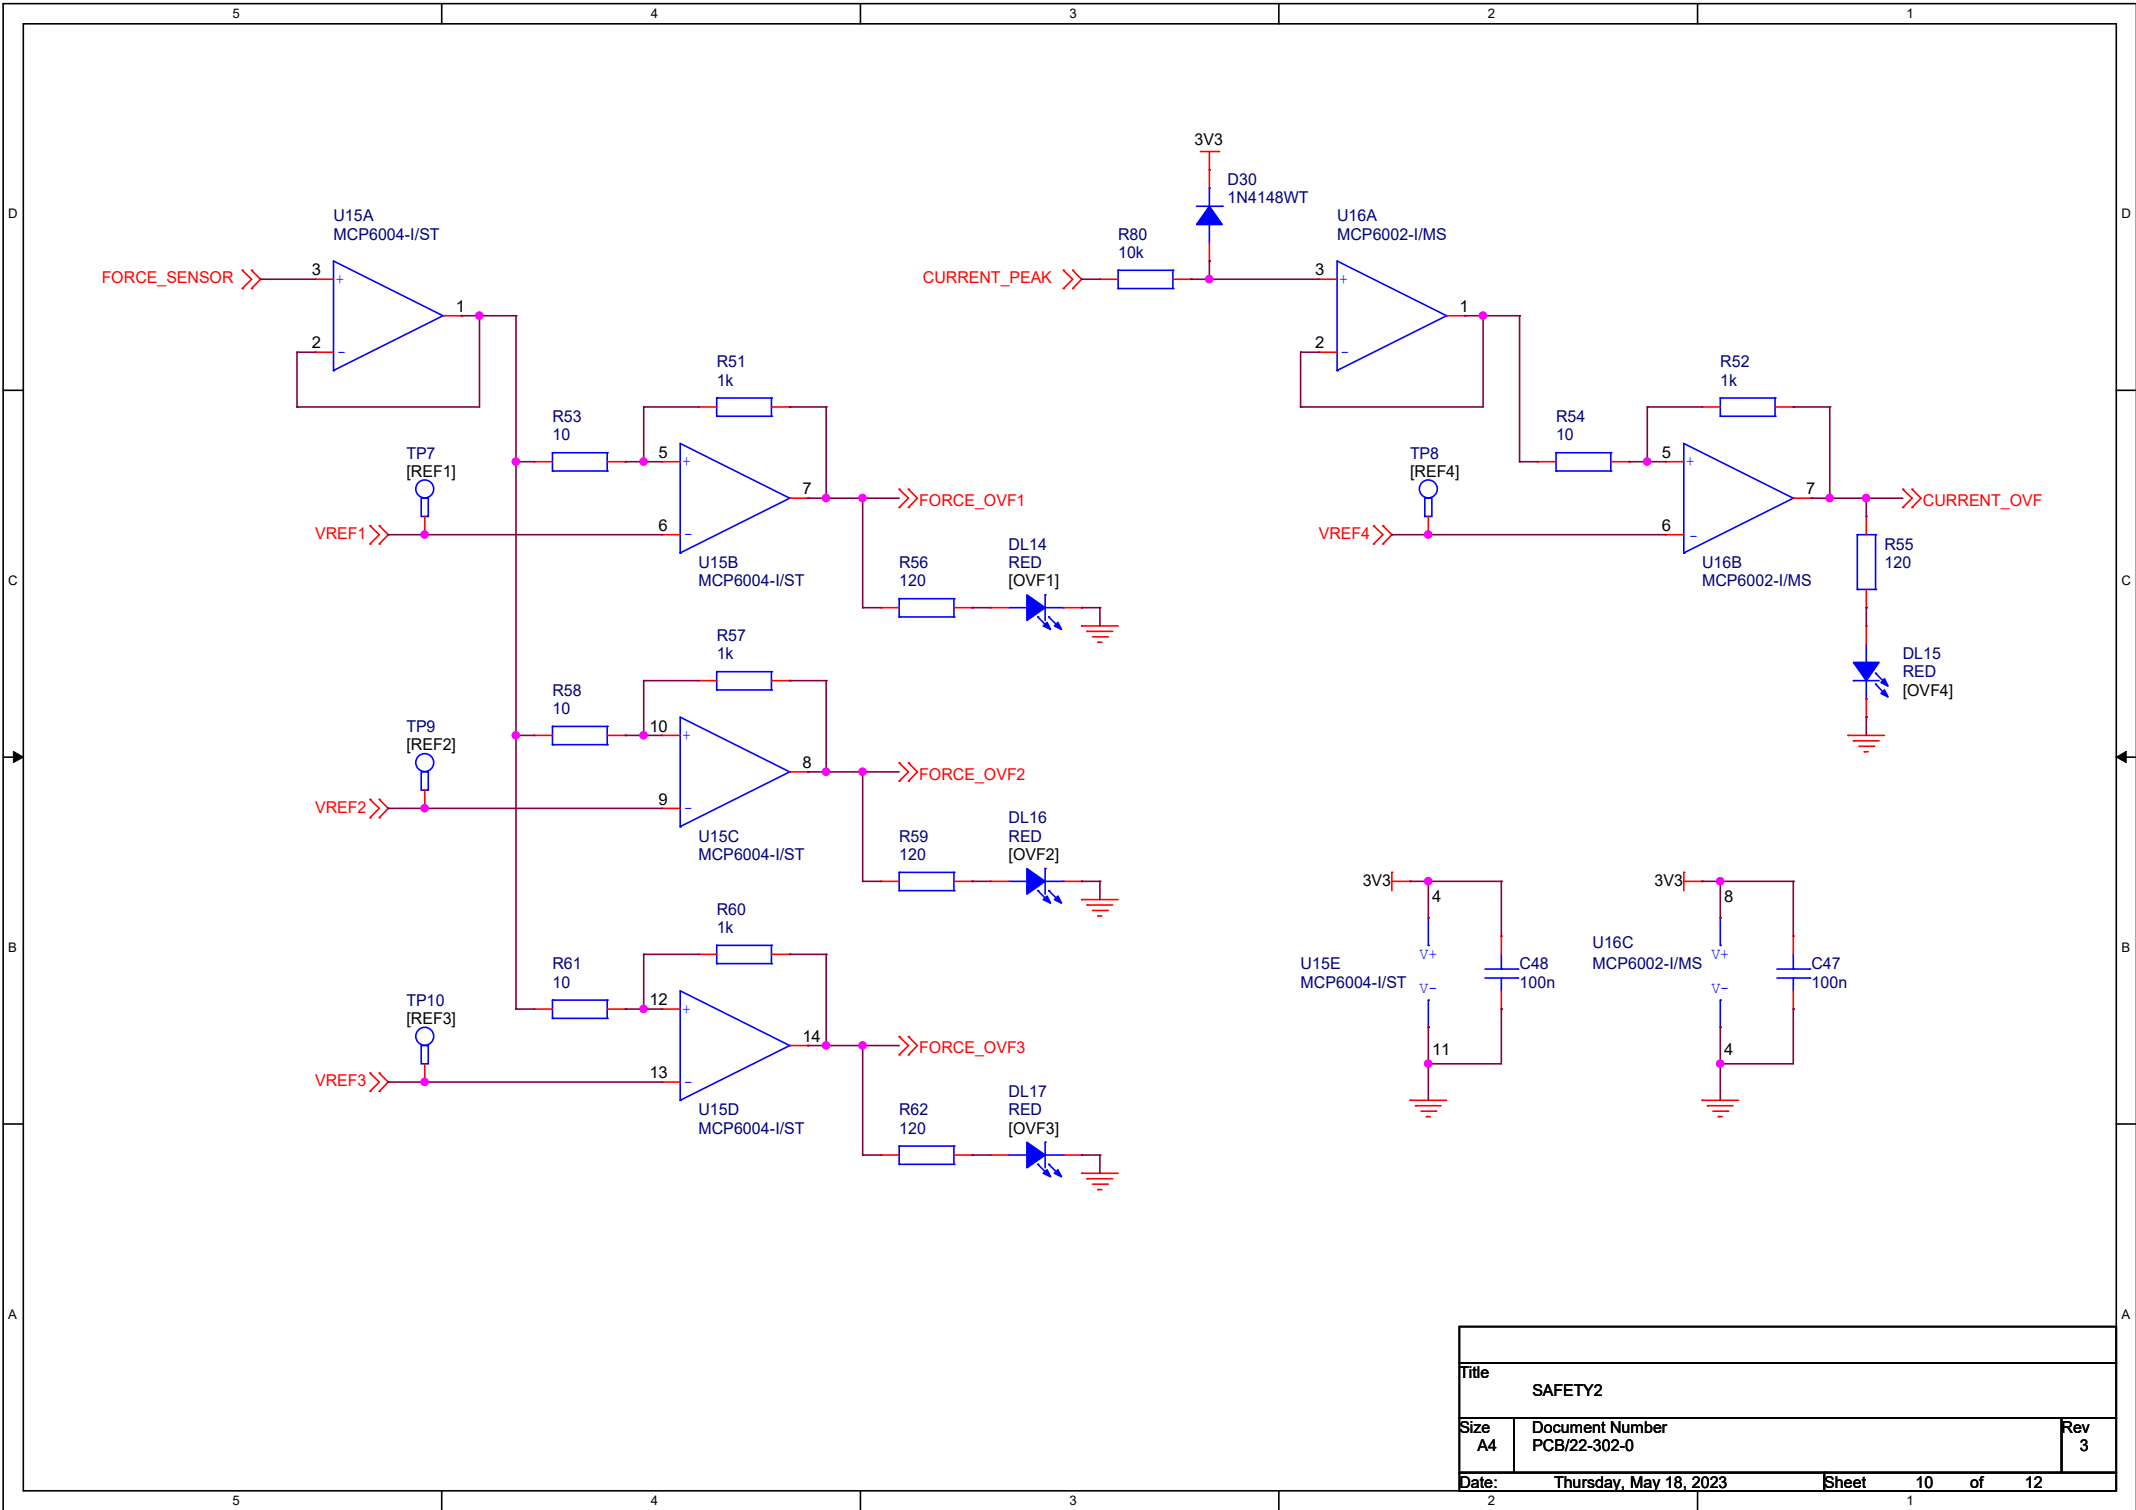 5 4 3 2 1
D
D
C
C
B
B
A
A
U15A
MCP6004-I/ST
FORCE_SENSOR
3
+
2
-
1
R51
1k
R53
10
TP7
[REF1]
VREF1
5
+
6
-
7
U15B
MCP6004-I/ST
FORCE_OVF1
R56
120
DL14
RED
[OVF1]
R57
1k
R58
10
TP9
[REF2]
VREF2
10
+
9
-
8
U15C
MCP6004-I/ST
FORCE_OVF2
R59
120
DL16
RED
[OVF2]
R60
1k
R61
10
TP10
[REF3]
VREF3
12
+
13
-
14
U15D
MCP6004-I/ST
FORCE_OVF3
R62
120
DL17
RED
[OVF3]
3V3
D30
1N4148WT
R80
10k
CURRENT_PEAK
U16A
MCP6002-I/MS
3
+
2
-
1
R52
1k
R54
10
TP8
[REF4]
VREF4
5
+
6
-
7
U16B
MCP6002-I/MS
CURRENT_OVF
R55
120
DL15
RED
[OVF4]
3V3
4
U15E
MCP6004-I/ST
V+
V-
11
C48
100n
3V3
8
U16C
MCP6002-I/MS
V+
V-
4
C47
100n
Title
SAFETY2
Size
A4
Document Number
PCB/22-302-0
Rev
3
Date: Thursday, May 18, 2023 Sheet 10 of 12
5 4 3 2 1